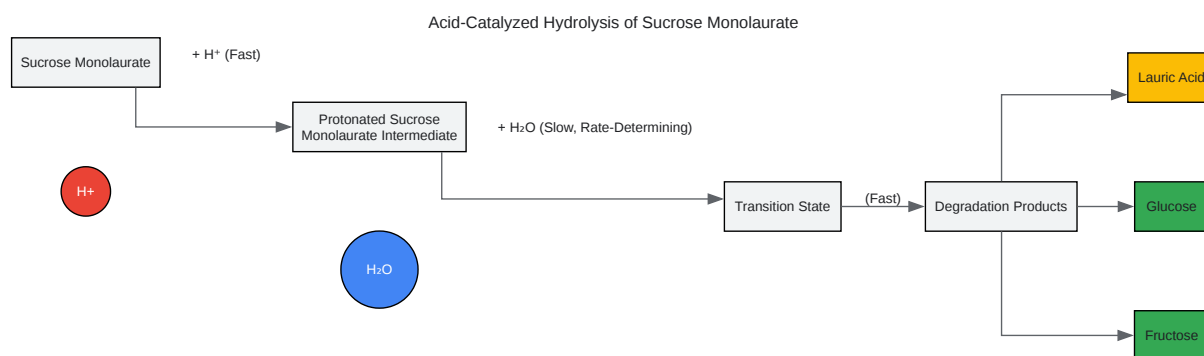 Acid-Catalyzed Hydrolysis of Sucrose Monolaurate
Sucrose Monolaurate
+ H⁺ (Fast)
Lauric Acid
Protonated Sucrose
Monolaurate Intermediate
+ H₂O (Slow, Rate-Determining)
H+
Transition State
(Fast)
Degradation Products
Glucose
H₂O
Fructose